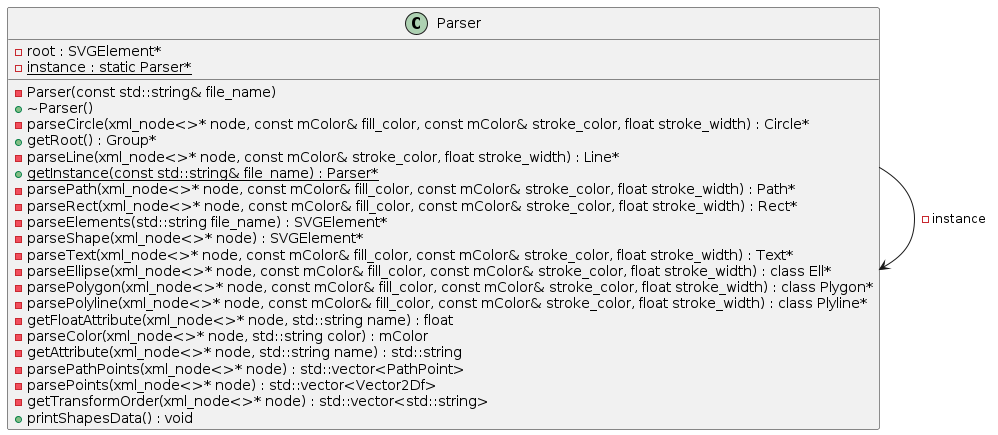 C Parser
root : SVGElement*
instance : static Parser*
Parser(const std::string& file_name)
~Parser()
parseCircle(xml_node<>* node, const mColor& fill_color, const mColor& stroke_color, float stroke_width) : Circle*
getRoot() : Group*
parseLine(xml_node<>* node, const mColor& stroke_color, float stroke_width) : Line*
getInstance(const std::string& file_name) : Parser*
parsePath(xml_node<>* node, const mColor& fill_color, const mColor& stroke_color, float stroke_width) : Path*
parseRect(xml_node<>* node, const mColor& fill_color, const mColor& stroke_color, float stroke_width) : Rect*
parseElements(std::string file_name) : SVGElement*
parseShape(xml_node<>* node) : SVGElement*
parseText(xml_node<>* node, const mColor& fill_color, const mColor& stroke_color, float stroke_width) : Text*
parseEllipse(xml_node<>* node, const mColor& fill_color, const mColor& stroke_color, float stroke_width) : class Ell*
parsePolygon(xml_node<>* node, const mColor& fill_color, const mColor& stroke_color, float stroke_width) : class Plygon*
parsePolyline(xml_node<>* node, const mColor& fill_color, const mColor& stroke_color, float stroke_width) : class Plyline*
getFloatAttribute(xml_node<>* node, std::string name) : float
parseColor(xml_node<>* node, std::string color) : mColor
getAttribute(xml_node<>* node, std::string name) : std::string
parsePathPoints(xml_node<>* node) : std::vector<PathPoint>
parsePoints(xml_node<>* node) : std::vector<Vector2Df>
getTransformOrder(xml_node<>* node) : std::vector<std::string>
printShapesData() : void
instance